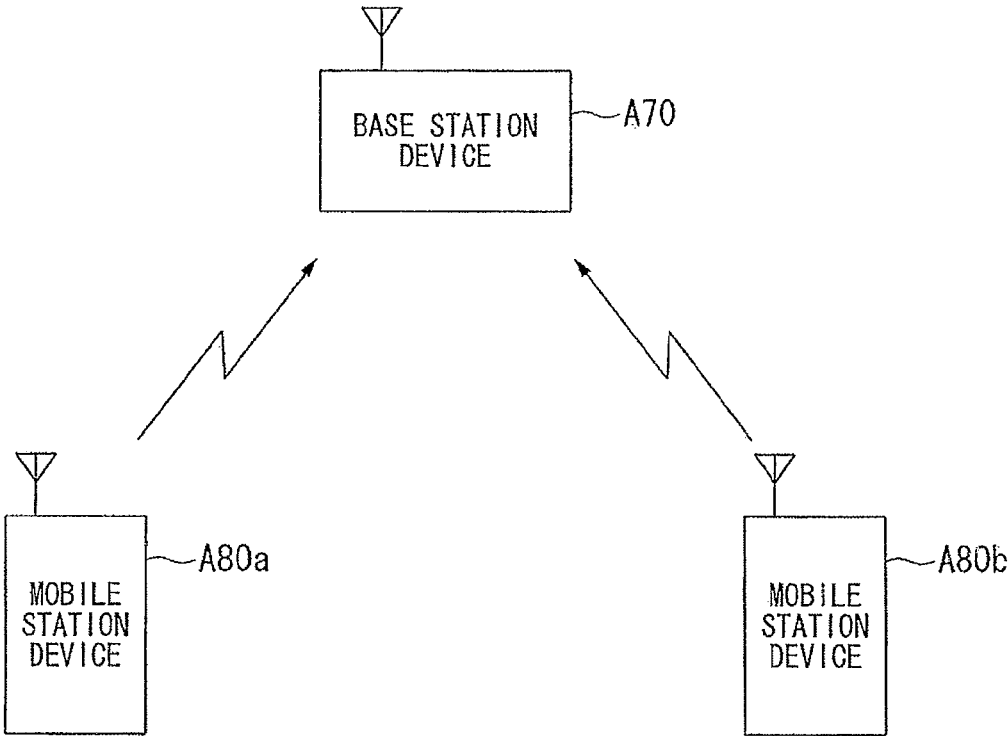 BASE STATION
DEVICE
A70
A80a
MOBILE
STATION
DEVICE
A80b
MOBILE
STATION
DEVICE